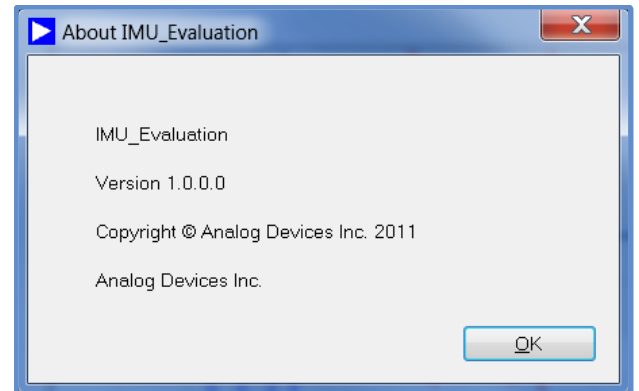 About IMU_Evaluation
IMU_Evaluation
Version 1.0.0.0
Copyright © Analog Devices Inc. 2011
Analog Devices Inc.
OK